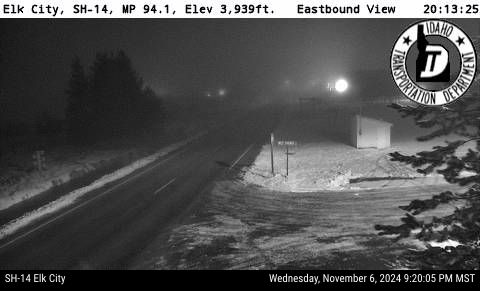 Elk City, SH-14, MP 94.1, Elev 3,939ft. Eastbound View 20:13:25
IDAHO
TRANSPORTATION DEPARTMENT
SH-14 Elk City Wednesday, November 6, 2024 9:20:05 PM MST